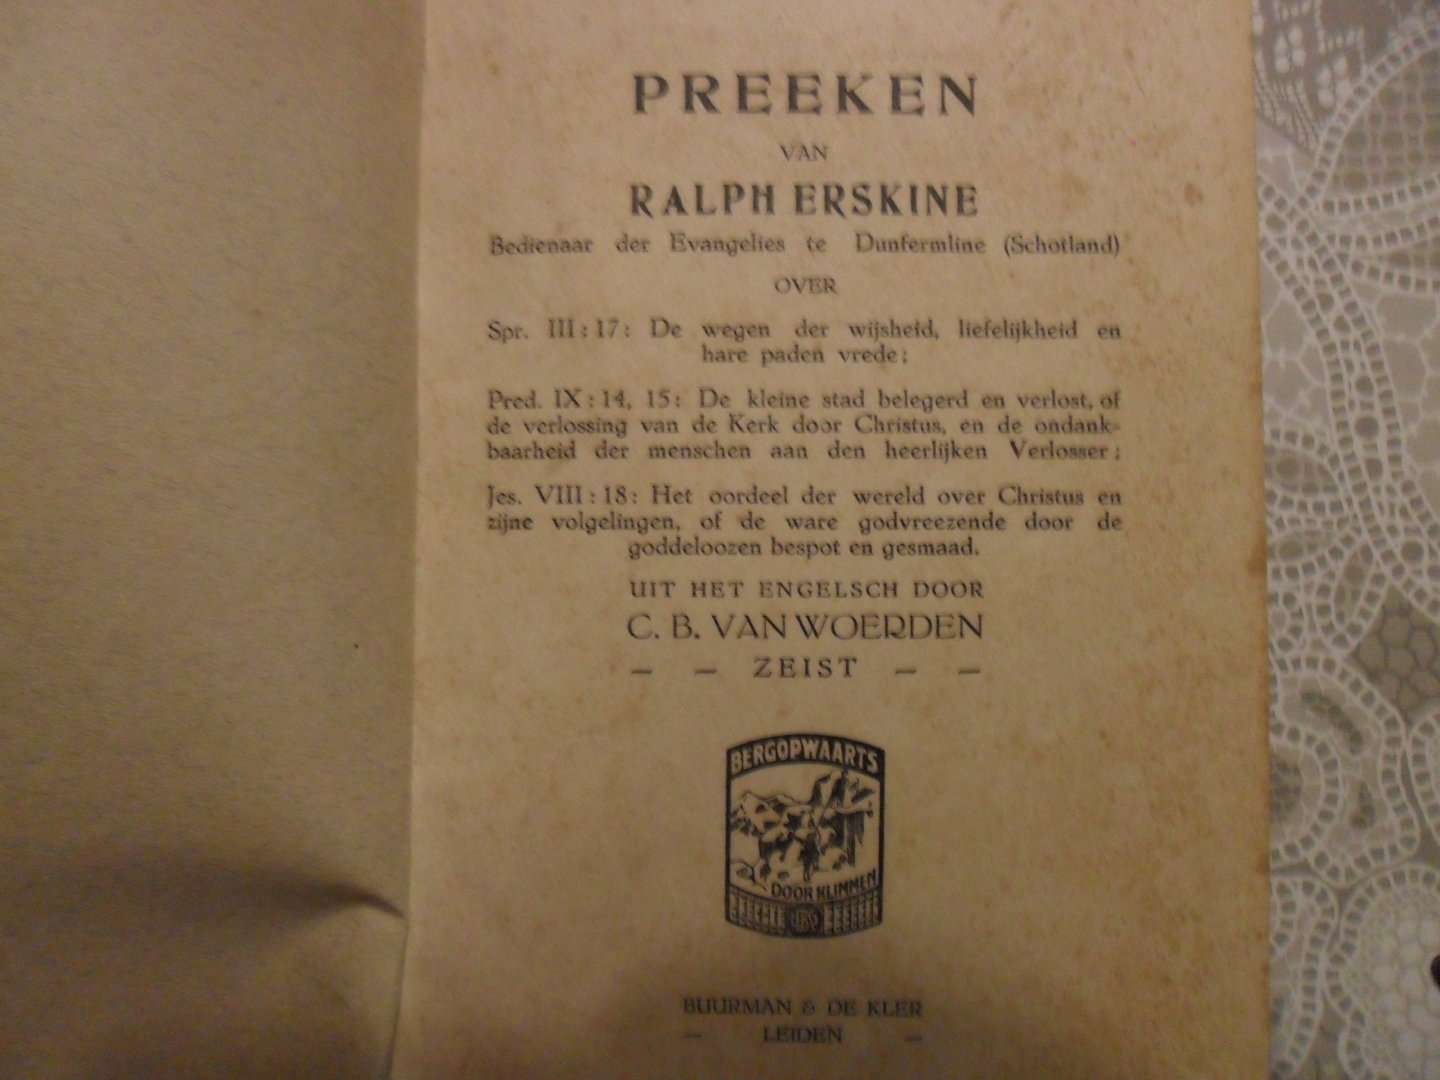 PREEKEN
VAN
RALPH ERSKINE
Bedienaar der Evangelies te Dunfermline (Schotland)
OVER
Spr. III : 17 : De wegen der wijsheid, liefelijkheid en
hare paden vrede ;
Pred. IX : 14, 15 : De kleine stad belegerd en verlost, of
de verlossing van de Kerk door Christus, en de ondank-
baarheid der menschen aan den heerlijken Verlosser ;
Jes. VIII : 18 : Het oordeel der wereld over Christus en
zijne volgelingen, of de ware godvreezende door de
goddeloozen bespot en gesmaad.
UIT HET ENGELSCH DOOR
C. B. VAN WOERDEN
— — ZEIST — —
BERGOPWAARTS
DOOR KLIMMEN
BUURMAN & DE KLER
— LEIDEN —